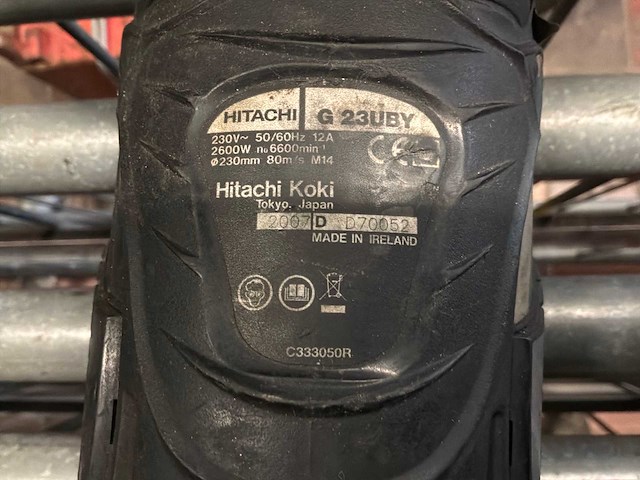 HITACHI G 23UBY
230V~ 50/60Hz 12A
2600W n₀6600min⁻¹
Ø230mm 80m/s M14
CE
Hitachi Koki
Tokyo, Japan
2007 D D70052
MADE IN IRELAND
C333050R